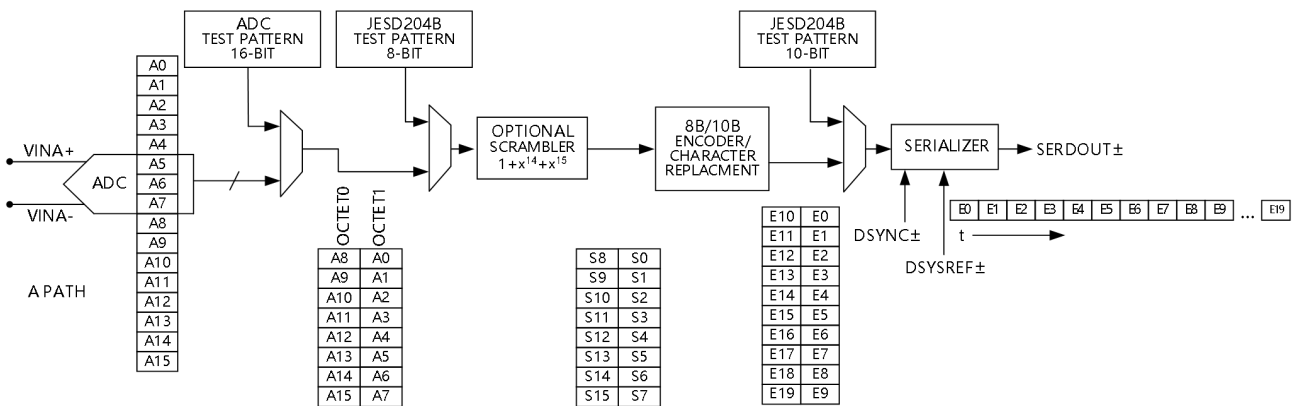 ADC
TEST PATTERN
16-BIT
JESD204B
TEST PATTERN
8-BIT
JESD204B
TEST PATTERN
10-BIT
A0
A1
A2
A3
A4
A5
A6
A7
A8
A9
A10
A11
A12
A13
A14
A15
VINA+
ADC
VINA-
A PATH
OPTIONAL
SCRAMBLER
1+x¹⁴+x¹⁵
8B/10B
ENCODER/
CHARACTER
REPLACMENT
SERIALIZER
SERDOUT±
DSYNC±
DSYSREF±
E0 E1 E2 E3 E4 E5 E6 E7 E8 E9 ... E19
t
OCTET0 OCTET1
A8 A0
A9 A1
A10 A2
A11 A3
A12 A4
A13 A5
A14 A6
A15 A7
S8 S0
S9 S1
S10 S2
S11 S3
S12 S4
S13 S5
S14 S6
S15 S7
E10 E0
E11 E1
E12 E2
E13 E3
E14 E4
E15 E5
E16 E6
E17 E7
E18 E8
E19 E9